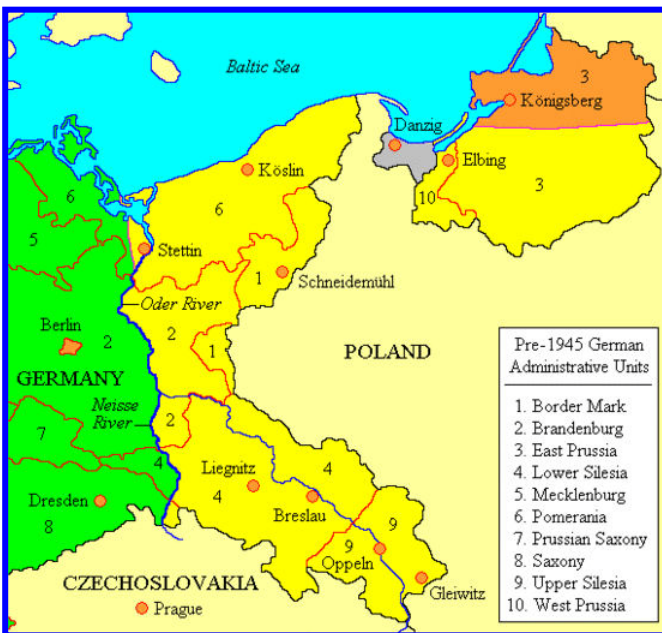 Baltic Sea
3
Königsberg
Danzig
Elbing
10
3
6
Köslin
6
5
Stettin
1
Schneidemühl
Oder River
Berlin
2
2
1
POLAND
GERMANY
Neisse
River
2
7
4
Liegnitz
4
4
Breslau
Dresden
8
9
9
Oppeln
Gleiwitz
CZECHOSLOVAKIA
Prague
Pre-1945 German
Administrative Units
1. Border Mark
2. Brandenburg
3. East Prussia
4. Lower Silesia
5. Mecklenburg
6. Pomerania
7. Prussian Saxony
8. Saxony
9. Upper Silesia
10. West Prussia